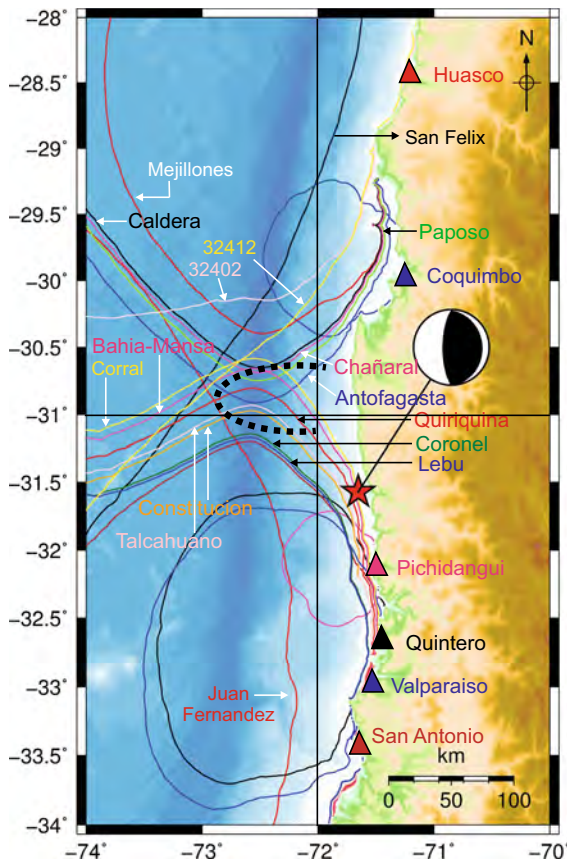 −28°
N
Huasco
−28.5°
San Felix
−29°
Mejillones
−29.5°
Caldera
Paposo
32412
32402
−30°
Coquimbo
−30.5°
Bahia-Mansa
Chañaral
Corral
Antofagasta
−31°
Quiriquina
Coronel
−31.5°
Lebu
Constitucion
Talcahuano
−32°
Pichidangui
−32.5°
Quintero
−33°
Valparaiso
Juan
Fernandez
San Antonio
−33.5°
km
0 50 100
−34°
−74° −73° −72° −71° −70°